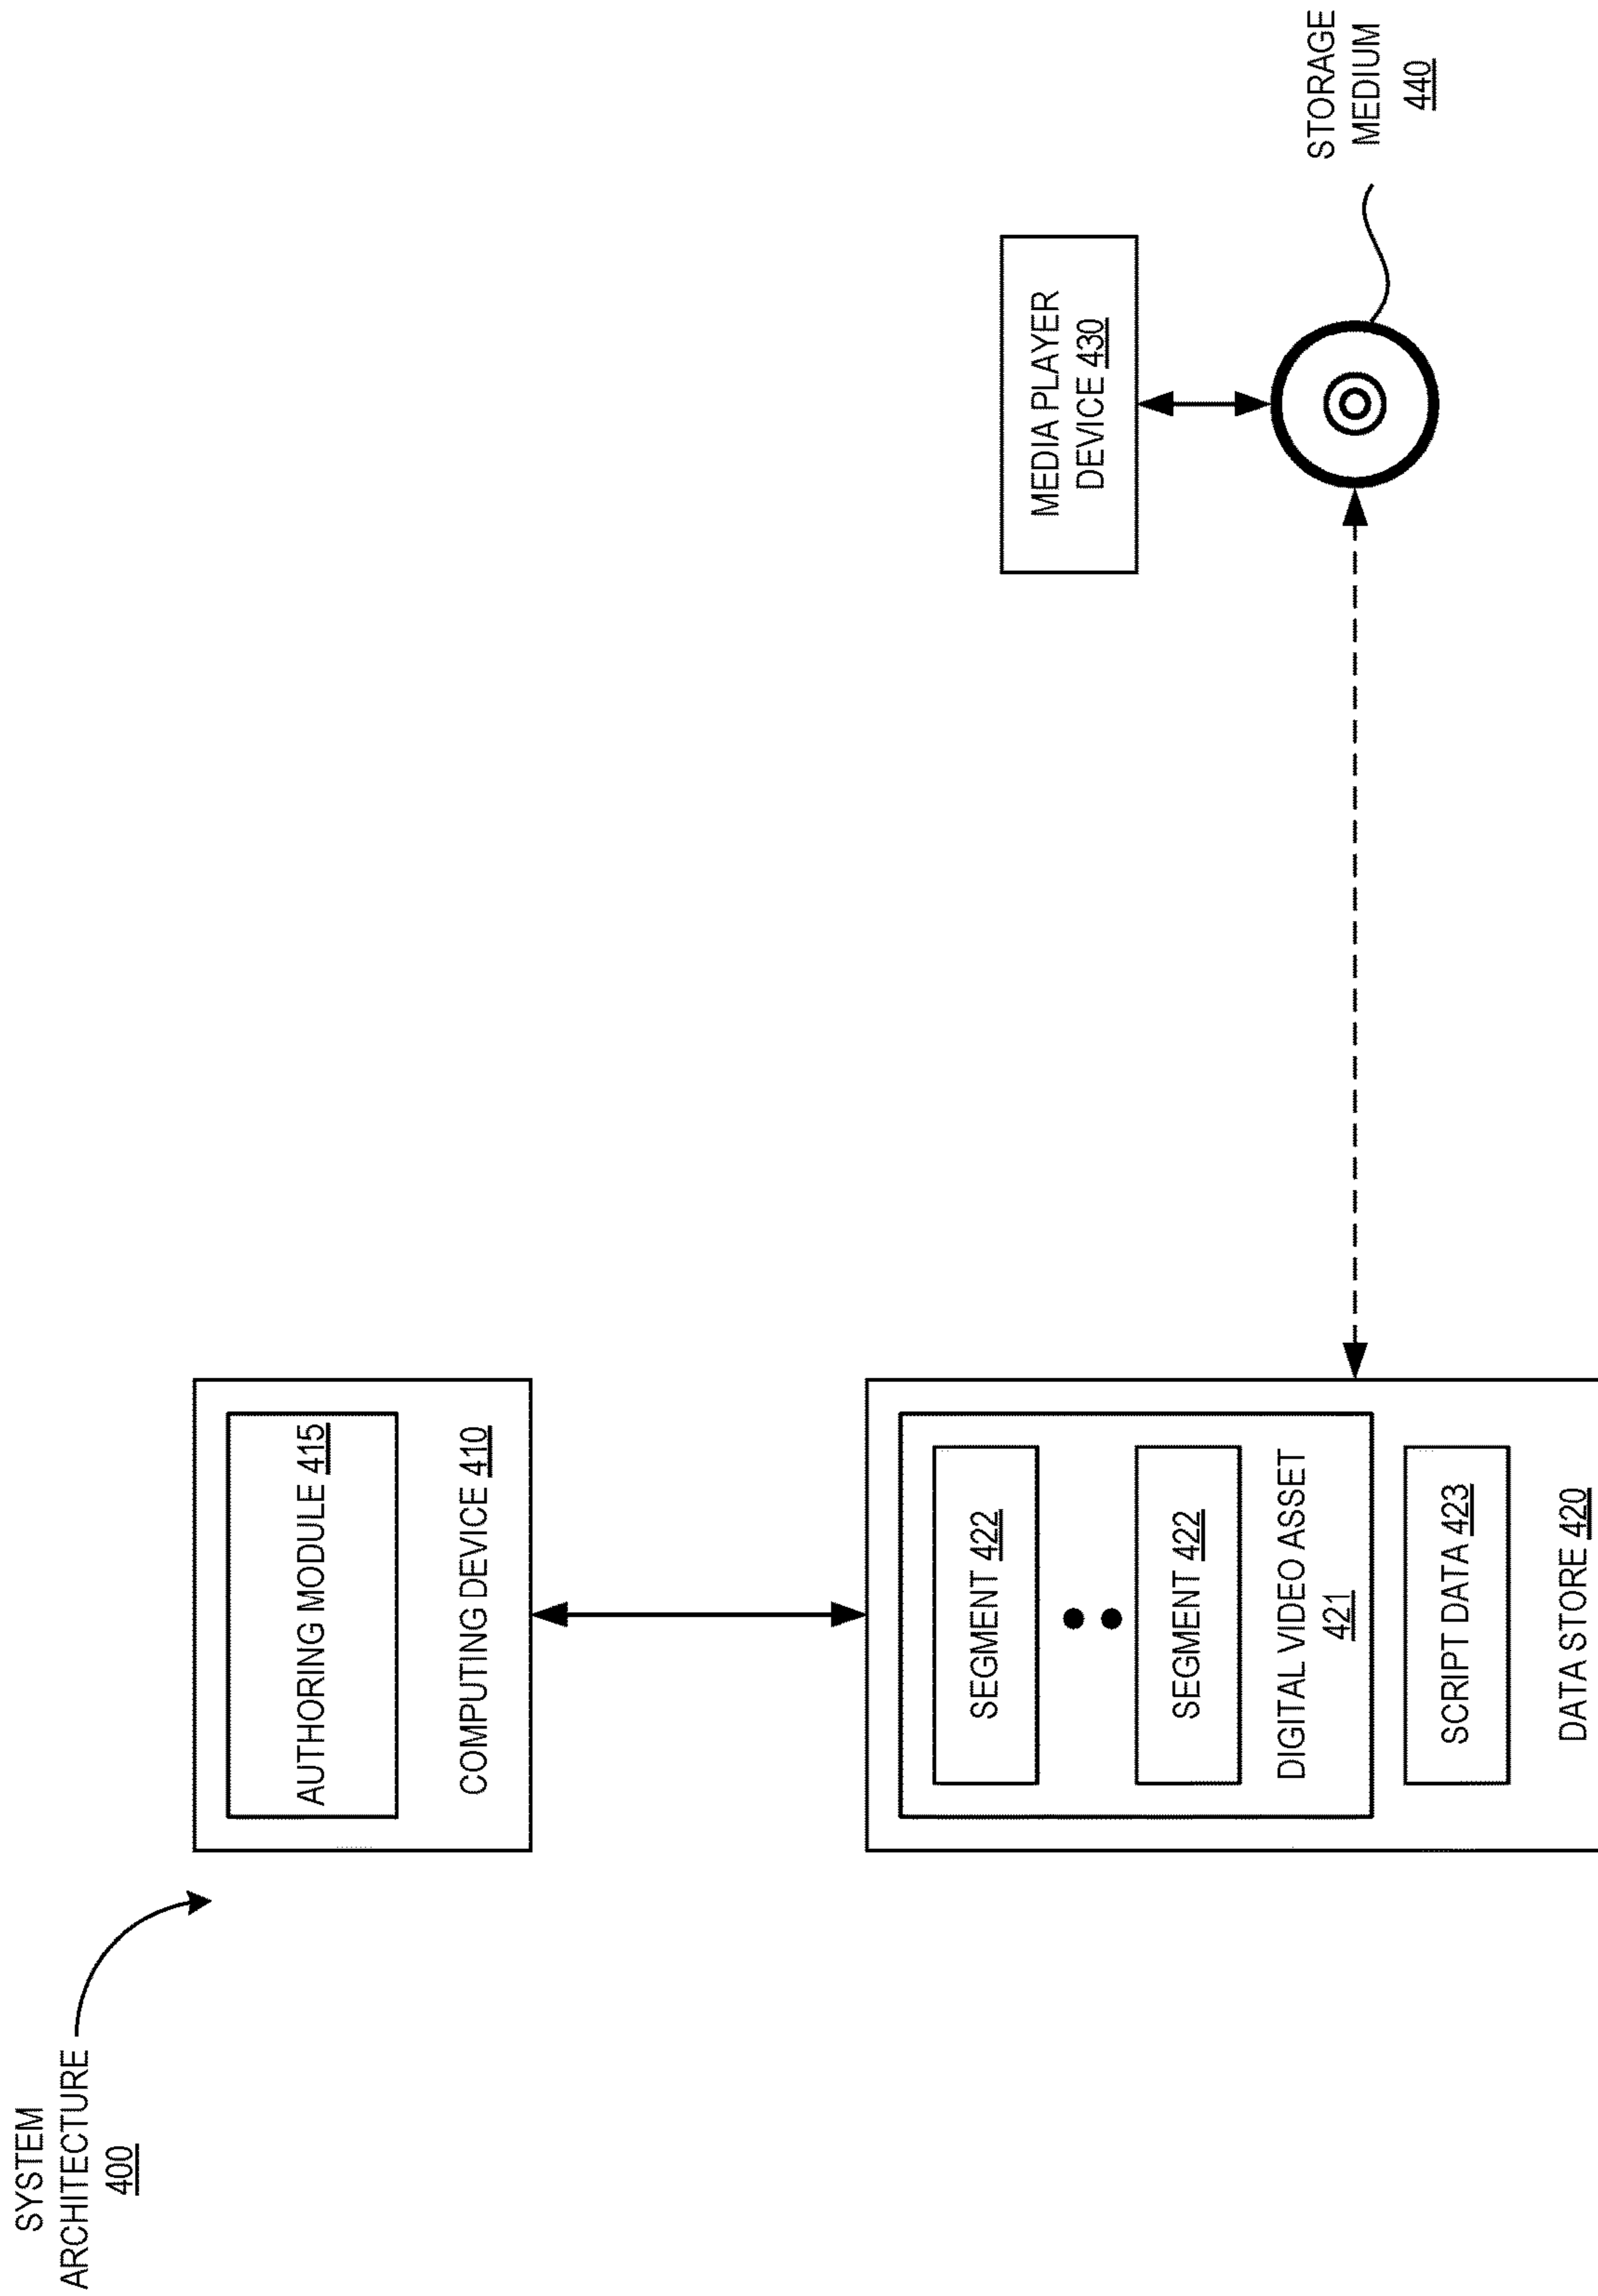 SYSTEM
ARCHITECTURE
400
AUTHORING MODULE 415
COMPUTING DEVICE 410
SEGMENT 422
SEGMENT 422
DIGITAL VIDEO ASSET
421
SCRIPT DATA 423
DATA STORE 420
MEDIA PLAYER
DEVICE 430
STORAGE
MEDIUM
440